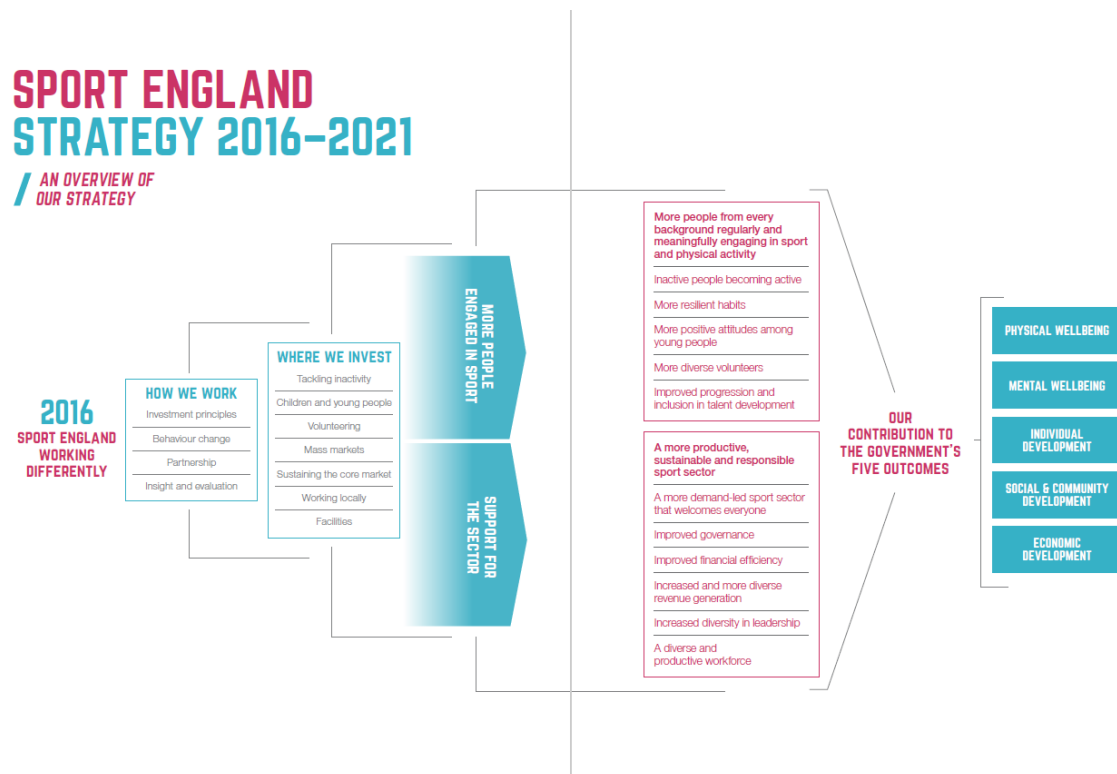 SPORT ENGLAND
STRATEGY 2016–2021
/ AN OVERVIEW OF
OUR STRATEGY
2016
SPORT ENGLAND
WORKING
DIFFERENTLY
HOW WE WORK
Investment principles
Behaviour change
Partnership
Insight and evaluation
WHERE WE INVEST
Tackling inactivity
Children and young people
Volunteering
Mass markets
Sustaining the core market
Working locally
Facilities
MORE PEOPLE
ENGAGED IN SPORT
SUPPORT FOR
THE SECTOR
More people from every
background regularly and
meaningfully engaging in sport
and physical activity
Inactive people becoming active
More resilient habits
More positive attitudes among
young people
More diverse volunteers
Improved progression and
inclusion in talent development
A more productive,
sustainable and responsible
sport sector
A more demand-led sport sector
that welcomes everyone
Improved governance
Improved financial efficiency
Increased and more diverse
revenue generation
Increased diversity in leadership
A diverse and
productive workforce
OUR
CONTRIBUTION TO
THE GOVERNMENT'S
FIVE OUTCOMES
PHYSICAL WELLBEING
MENTAL WELLBEING
INDIVIDUAL
DEVELOPMENT
SOCIAL & COMMUNITY
DEVELOPMENT
ECONOMIC
DEVELOPMENT